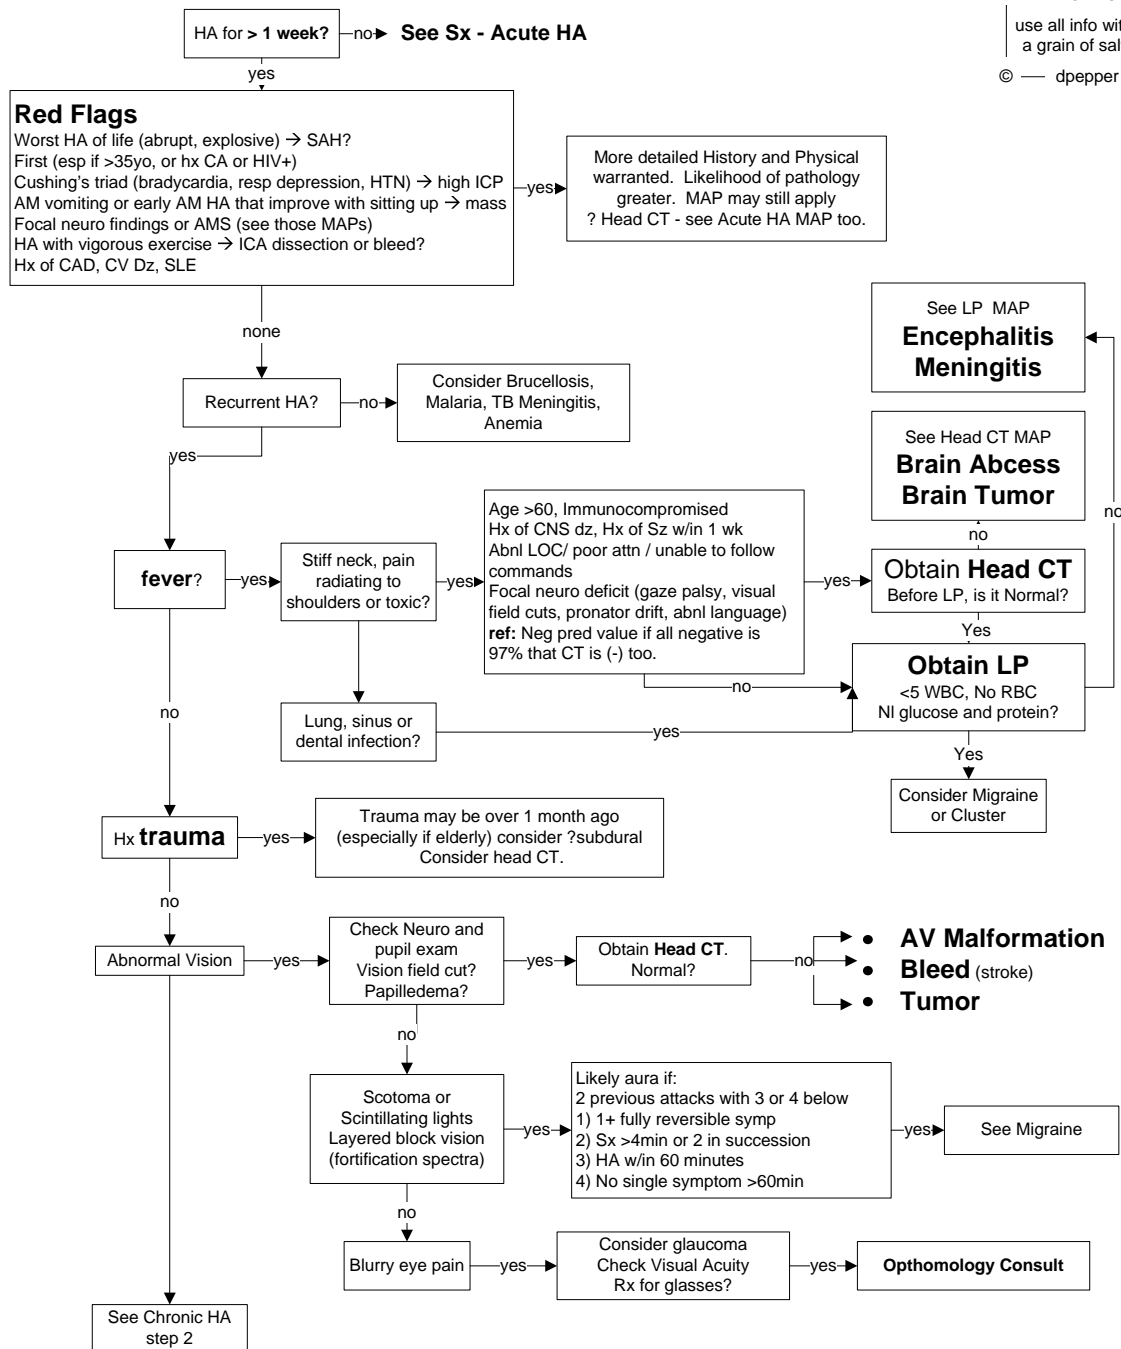 HA for > 1 week?
no
See Sx - Acute HA
use all info wit
a grain of sal
© — dpepper
yes
Red Flags
Worst HA of life (abrupt, explosive) → SAH?
First (esp if >35yo, or hx CA or HIV+)
Cushing's triad (bradycardia, resp depression, HTN) → high ICP
AM vomiting or early AM HA that improve with sitting up → mass
Focal neuro findings or AMS (see those MAPs)
HA with vigorous exercise → ICA dissection or bleed?
Hx of CAD, CV Dz, SLE
yes
More detailed History and Physical
warranted. Likelihood of pathology
greater. MAP may still apply
? Head CT - see Acute HA MAP too.
none
Recurrent HA?
no
Consider Brucellosis,
Malaria, TB Meningitis,
Anemia
See LP MAP
Encephalitis
Meningitis
yes
See Head CT MAP
Brain Abcess
Brain Tumor
no
no
fever?
yes
Stiff neck, pain
radiating to
shoulders or toxic?
yes
Age >60, Immunocompromised
Hx of CNS dz, Hx of Sz w/in 1 wk
Abnl LOC/ poor attn / unable to follow
commands
Focal neuro deficit (gaze palsy, visual
field cuts, pronator drift, abnl language)
ref: Neg pred value if all negative is
97% that CT is (-) too.
yes
Obtain Head CT
Before LP, is it Normal?
Yes
no
Obtain LP
<5 WBC, No RBC
Nl glucose and protein?
no
Lung, sinus or
dental infection?
yes
Yes
Consider Migraine
or Cluster
Hx trauma
yes
Trauma may be over 1 month ago
(especially if elderly) consider ?subdural
Consider head CT.
no
Abnormal Vision
yes
Check Neuro and
pupil exam
Vision field cut?
Papilledema?
yes
Obtain Head CT.
Normal?
no
• AV Malformation
• Bleed (stroke)
• Tumor
no
Scotoma or
Scintillating lights
Layered block vision
(fortification spectra)
yes
Likely aura if:
2 previous attacks with 3 or 4 below
1) 1+ fully reversible symp
2) Sx >4min or 2 in succession
3) HA w/in 60 minutes
4) No single symptom >60min
yes
See Migraine
no
Blurry eye pain
yes
Consider glaucoma
Check Visual Acuity
Rx for glasses?
yes
Opthomology Consult
See Chronic HA
step 2